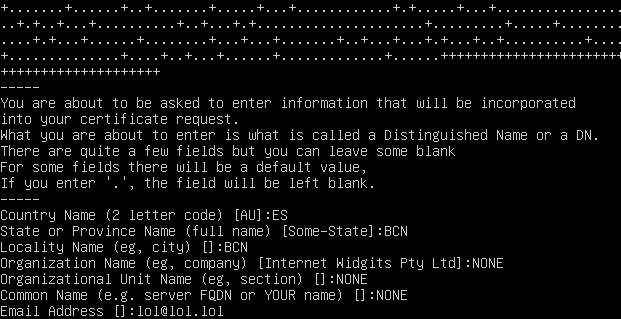 +.......+......+..+.......+.....+...+......+............+.+.....+...+...............
..+.+..+...+..........+..+...+.+......................+.........+.......+......
....+.+...+.....+..+...+...+......+...+...+...+.+...+..+...+..........+....
+..............+....+..+...+......+.............+......+++++++++++++++++++++++
++++++++++++++++++++
-----
You are about to be asked to enter information that will be incorporated
into your certificate request.
What you are about to enter is what is called a Distinguished Name or a DN.
There are quite a few fields but you can leave some blank
For some fields there will be a default value,
If you enter '.', the field will be left blank.
-----
Country Name (2 letter code) [AU]:ES
State or Province Name (full name) [Some-State]:BCN
Locality Name (eg, city) []:BCN
Organization Name (eg, company) [Internet Widgits Pty Ltd]:NONE
Organizational Unit Name (eg, section) []:NONE
Common Name (e.g. server FQDN or YOUR name) []:NONE
Email Address []:lol@lol.lol